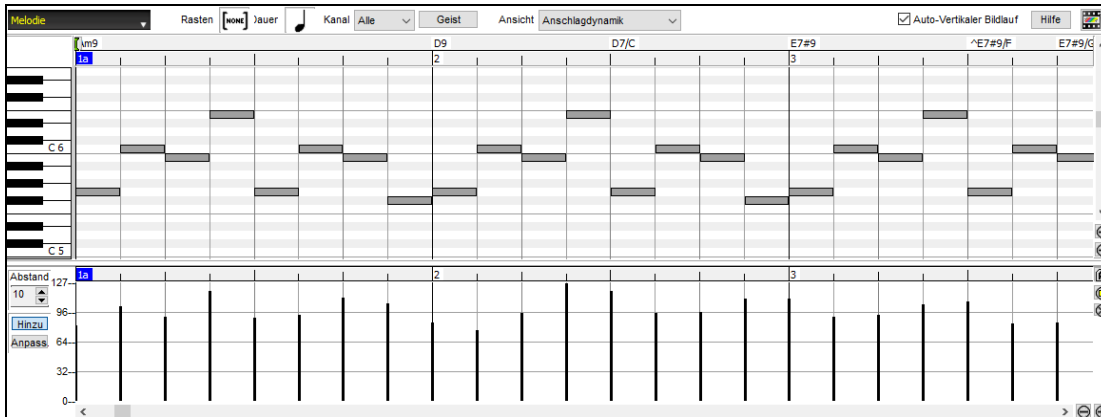 Melodie Rasten [NONE] Dauer Kanal Alle Geist Ansicht Anschlagdynamik Auto-Vertikaler Bildlauf Hilfe
Am9 D9 D7/C E7#9 ^E7#9/F E7#9/G
1a 2 3
C 6
C 5
Abstand 1a 2 3
127
10
96
Hinzu
Anpass. 64
32
0